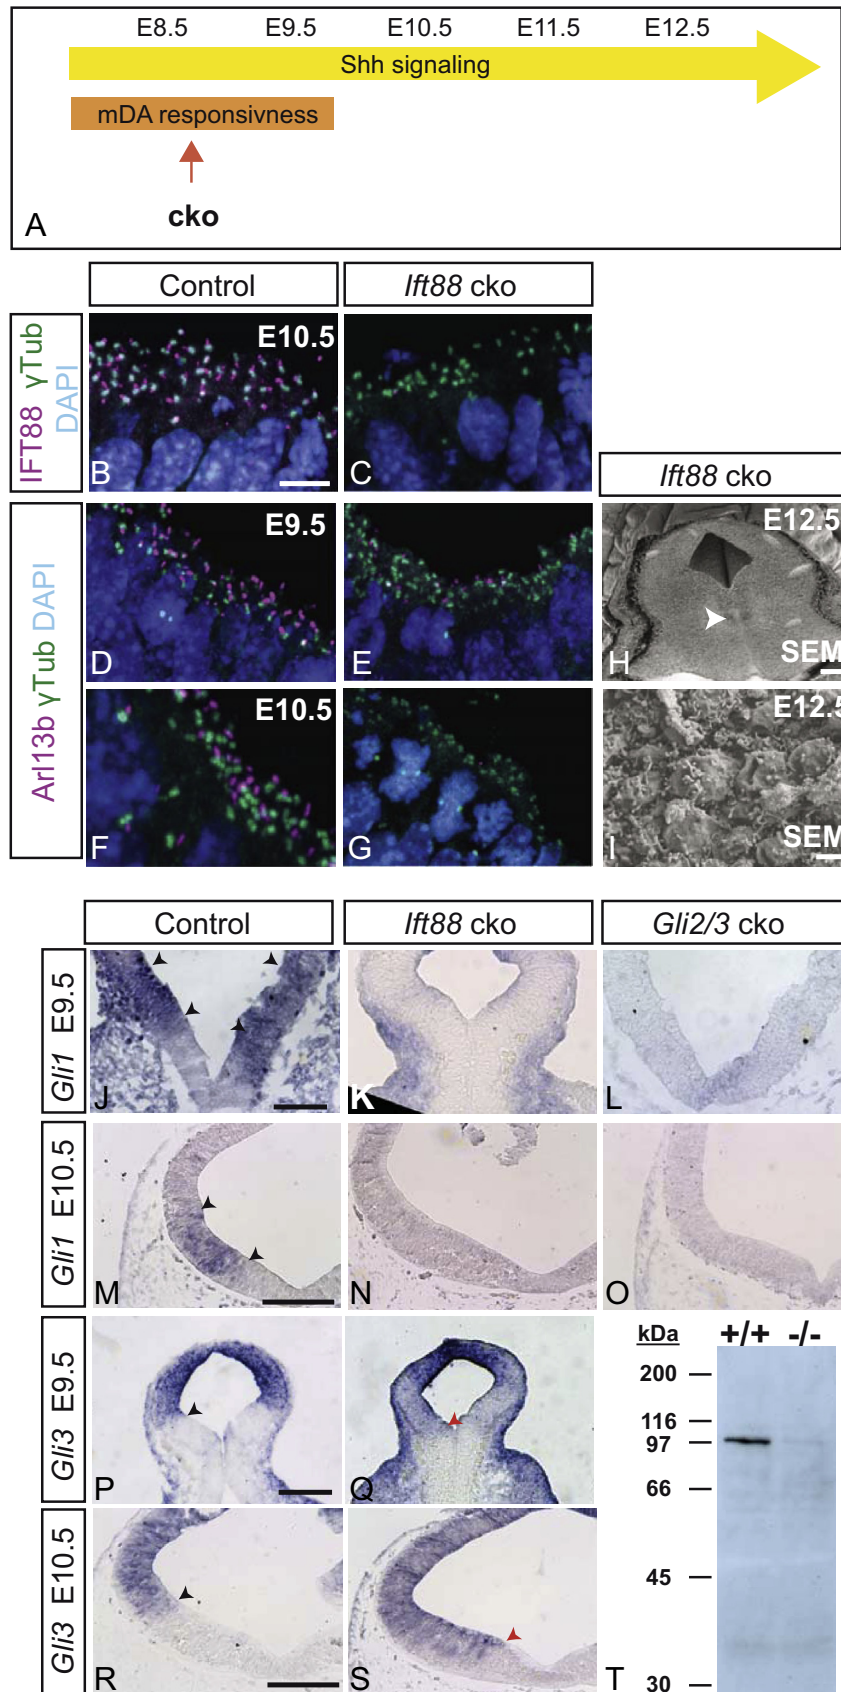 E8.5 E9.5 E10.5 E11.5 E12.5
Shh signaling
mDA responsivness
cko
A
Control
Ift88 cko
IFT88 γTub
DAPI
E10.5
B
C
Ift88 cko
Arl13b γTub DAPI
E9.5
D
E
E12.5
H
SEM
E10.5
F
G
E12.5
I
SEM
Control
Ift88 cko
Gli2/3 cko
Gli1 E9.5
J
K
L
Gli1 E10.5
M
N
O
Gli3 E9.5
P
Q
Gli3 E10.5
R
S
kDa +/+ -/-
200
116
97
66
45
30
T